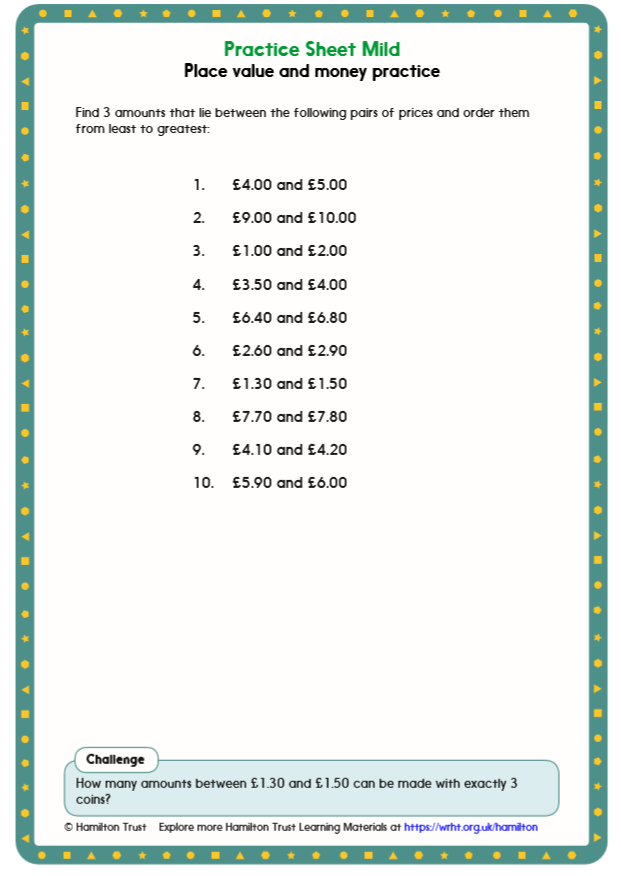 Practice Sheet Mild
Place value and money practice
Find 3 amounts that lie between the following pairs of prices and order them
from least to greatest:
1. £4.00 and £5.00
2. £9.00 and £10.00
3. £1.00 and £2.00
4. £3.50 and £4.00
5. £6.40 and £6.80
6. £2.60 and £2.90
7. £1.30 and £1.50
8. £7.70 and £7.80
9. £4.10 and £4.20
10. £5.90 and £6.00
Challenge
How many amounts between £1.30 and £1.50 can be made with exactly 3
coins?
© Hamilton Trust Explore more Hamilton Trust Learning Materials at https://wrht.org.uk/hamilton